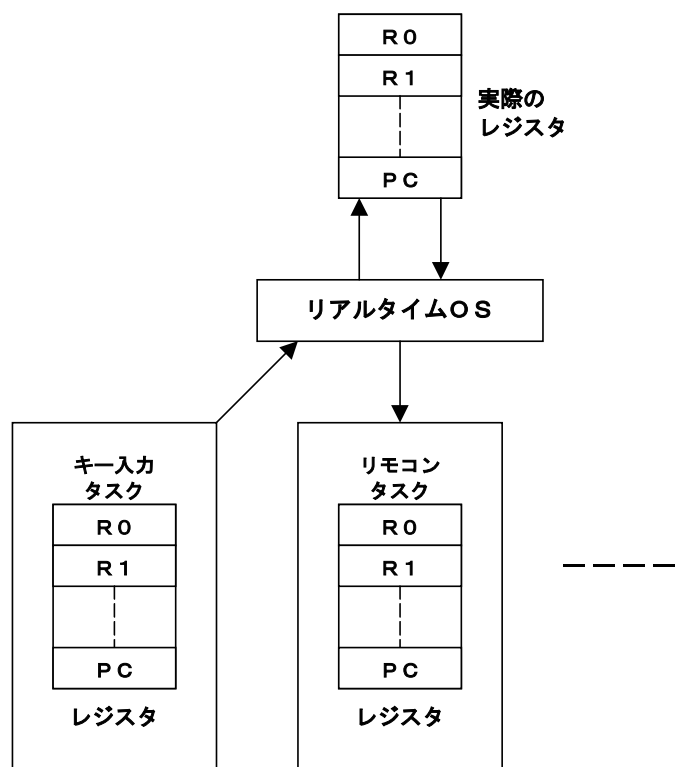 R0
R1
PC
実際の
レジスタ
リアルタイムOS
キー入力
タスク
R0
R1
PC
レジスタ
リモコン
タスク
R0
R1
PC
レジスタ